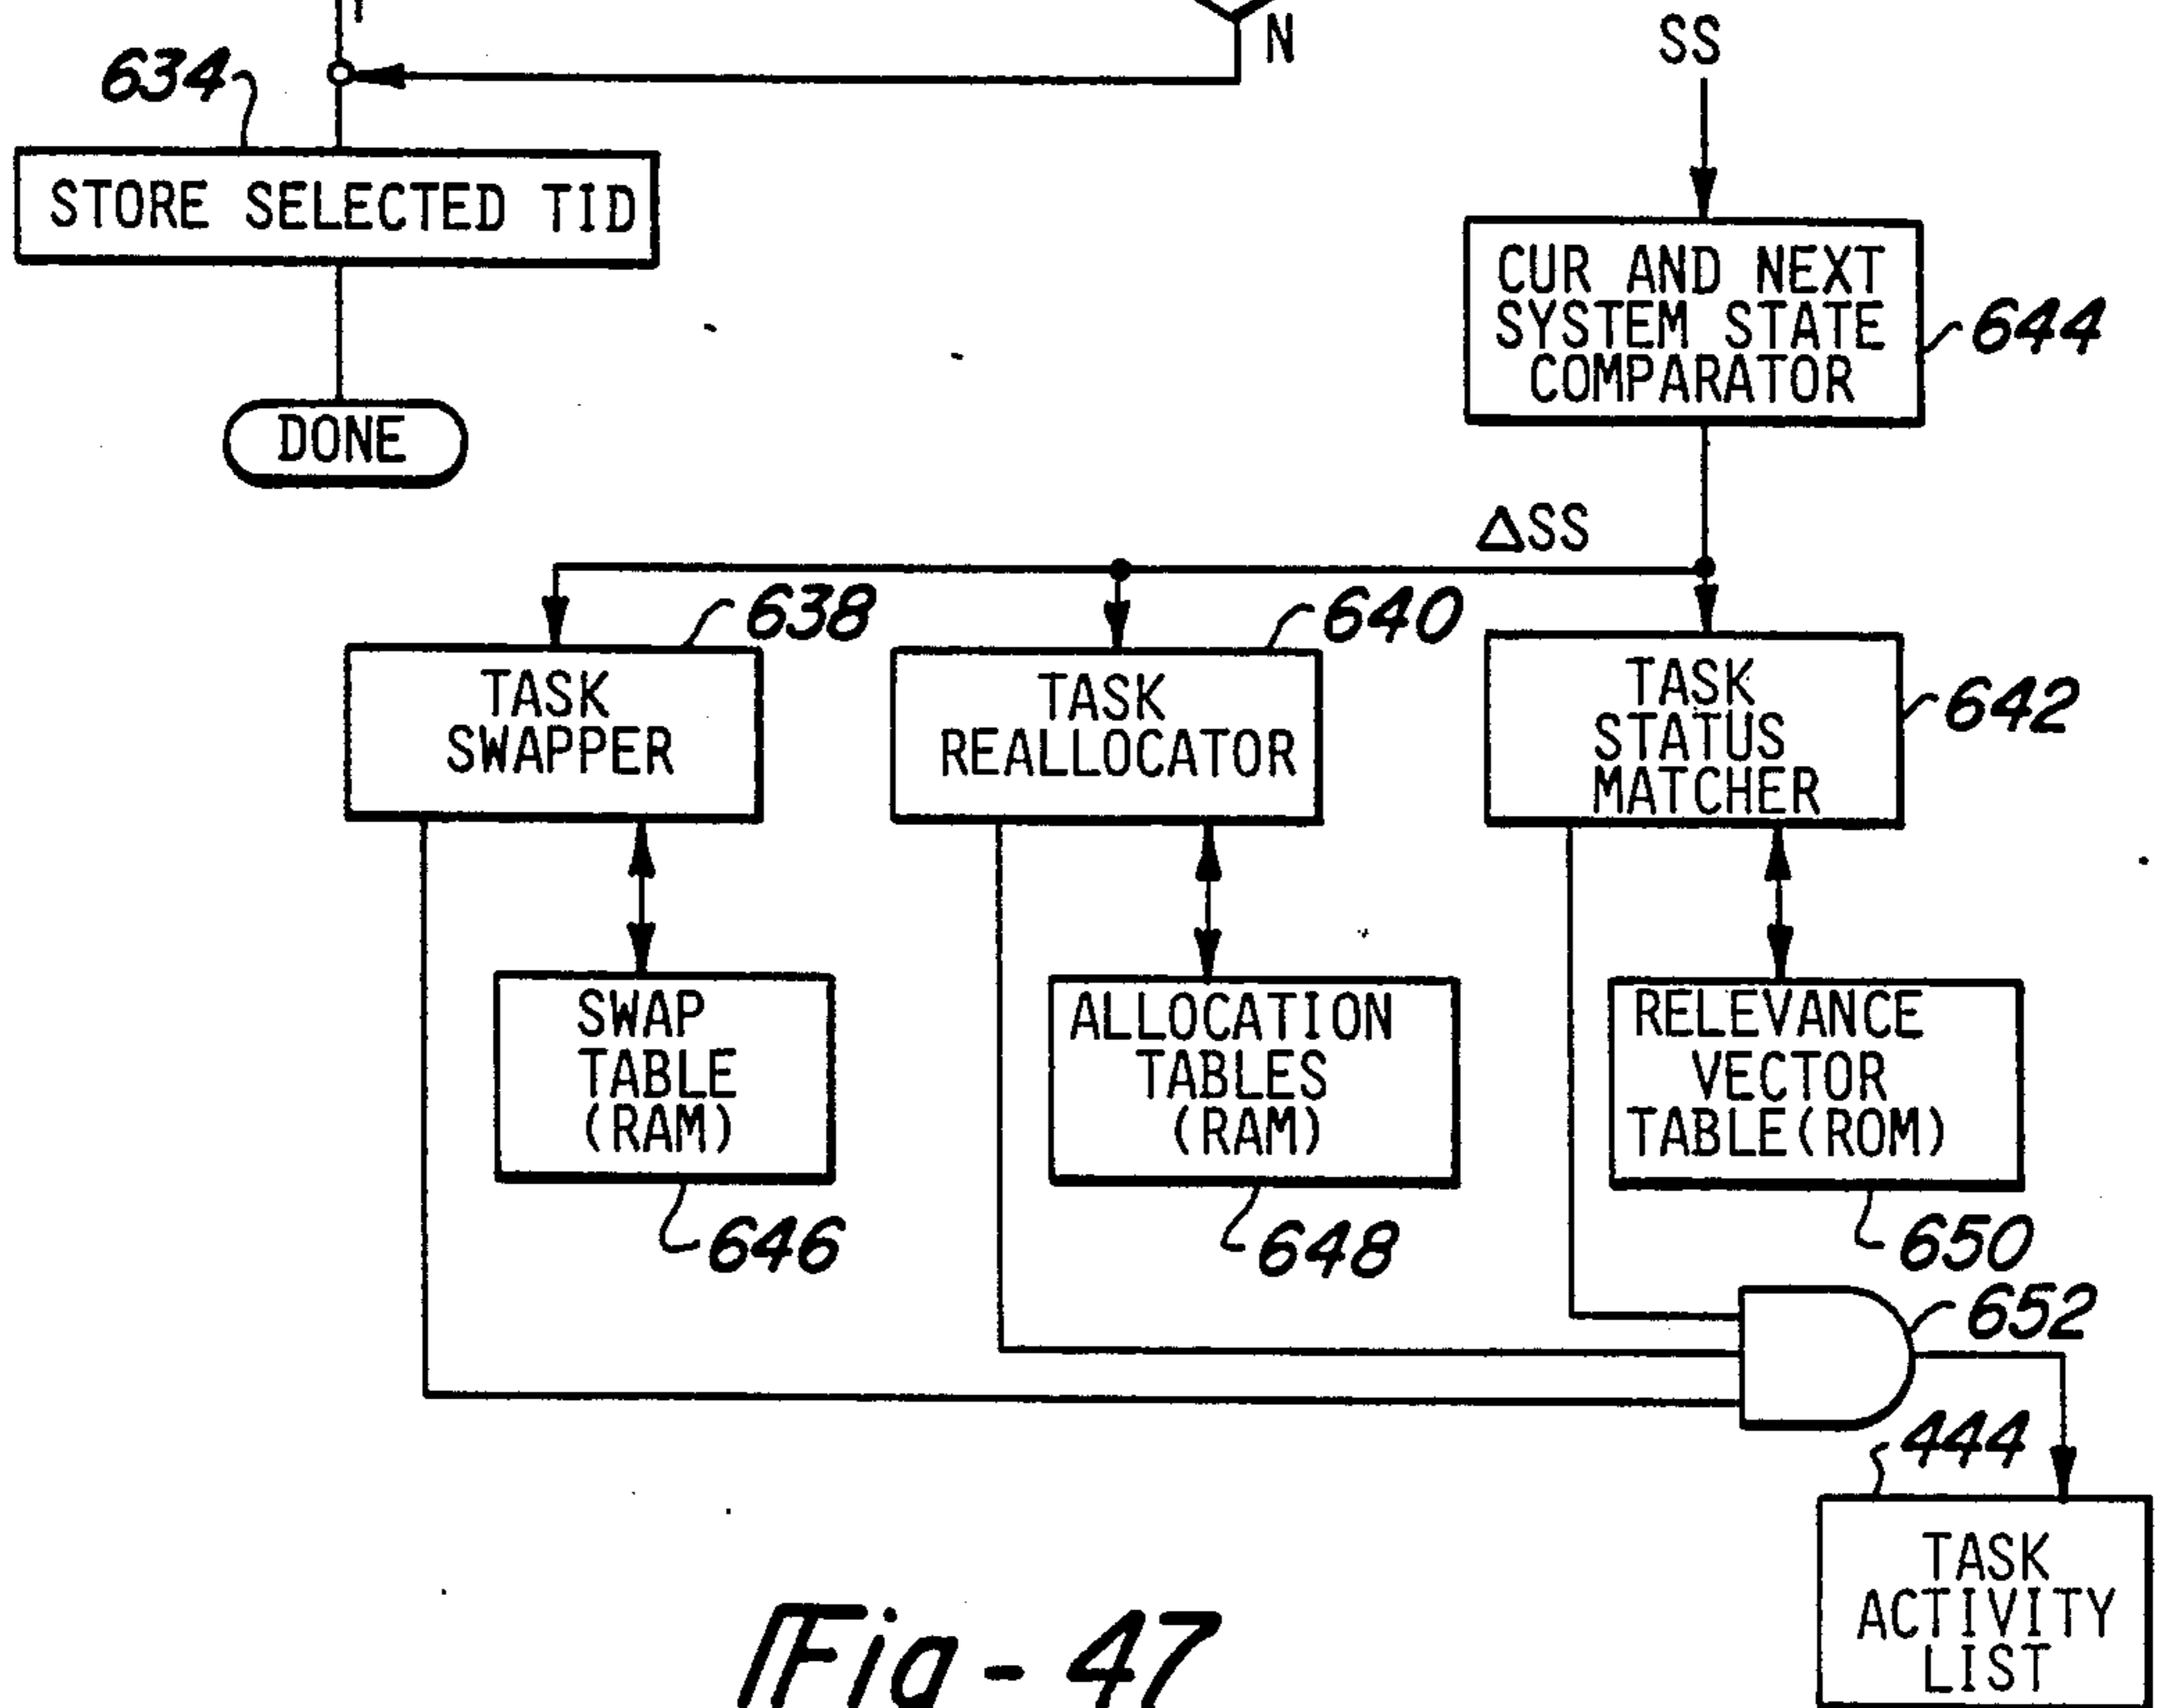 N
SS
634
STORE SELECTED TID
CUR AND NEXT
SYSTEM STATE
COMPARATOR
644
DONE
ΔSS
638
640
TASK
SWAPPER
TASK
REALLOCATOR
TASK
STATUS
MATCHER
642
SWAP
TABLE
(RAM)
ALLOCATION
TABLES
(RAM)
RELEVANCE
VECTOR
TABLE(ROM)
646
648
650
652
444
TASK
ACTIVITY
LIST
Fig-47